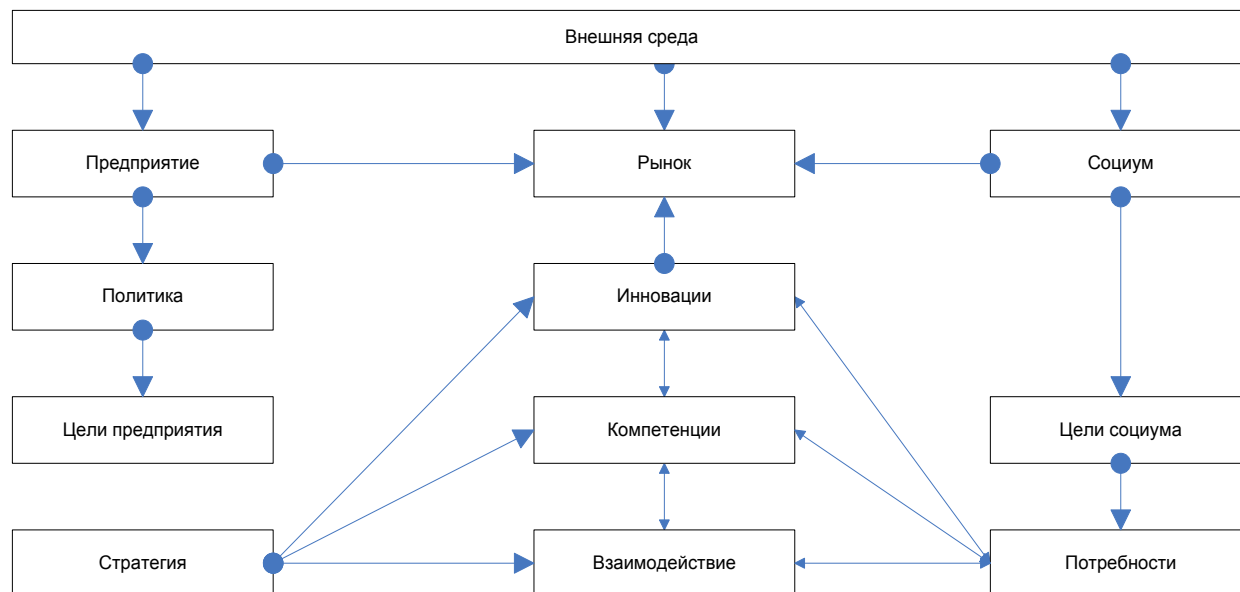 Внешняя среда
Предприятие
Рынок
Социум
Политика
Инновации
Цели предприятия
Компетенции
Цели социума
Стратегия
Взаимодействие
Потребности